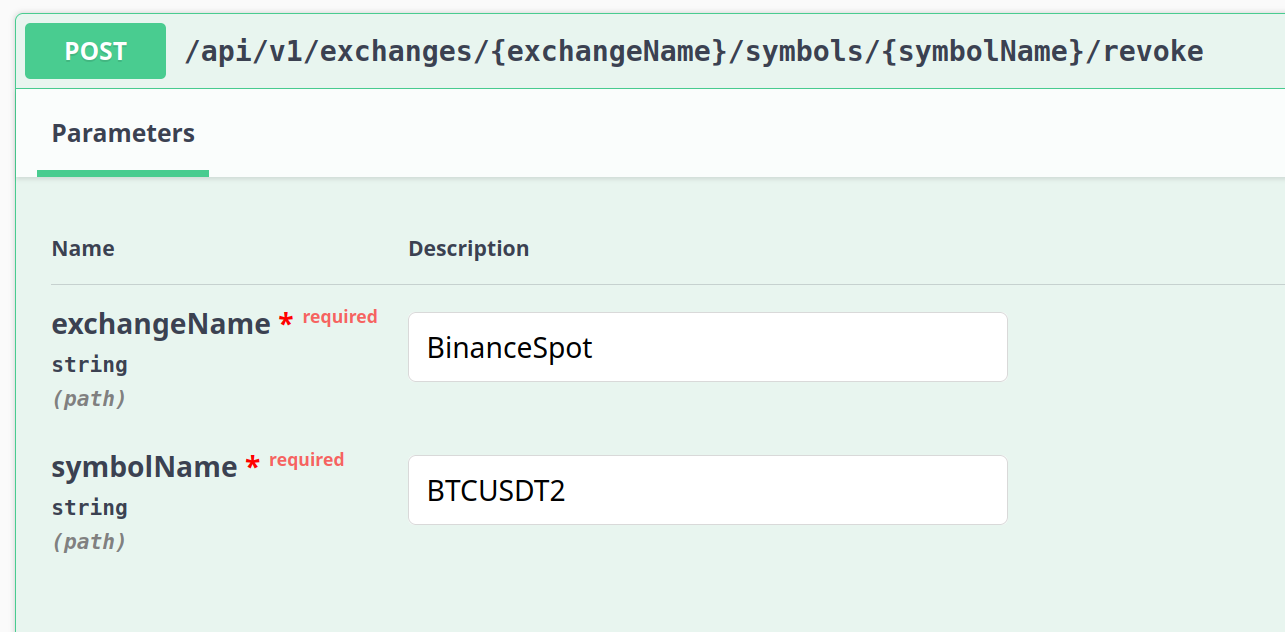 POST /api/v1/exchanges/{exchangeName}/symbols/{symbolName}/revoke
Parameters
Name Description
exchangeName * required
string
(path)
BinanceSpot
symbolName * required
string
(path)
BTCUSDT2